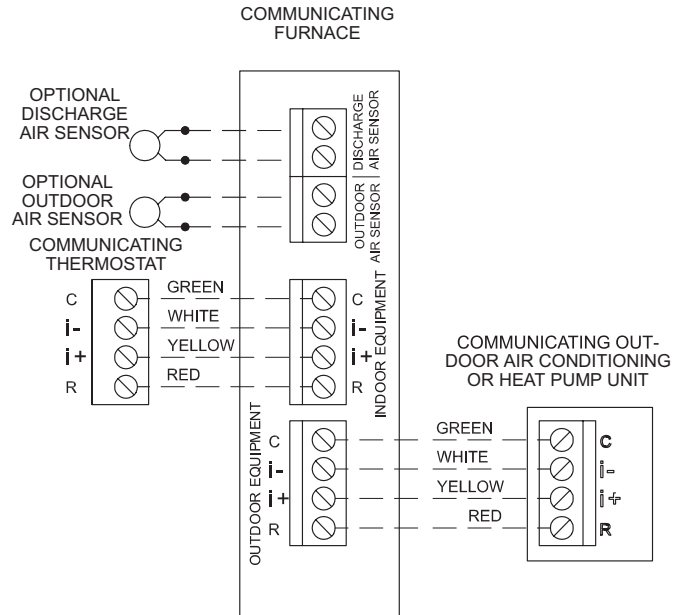 COMMUNICATING
FURNACE
OPTIONAL
DISCHARGE
AIR SENSOR
DISCHARGE
AIR SENSOR
OPTIONAL
OUTDOOR
AIR SENSOR
OUTDOOR
AIR SENSOR
COMMUNICATING
THERMOSTAT
C
i-
i+
R
GREEN
WHITE
YELLOW
RED
C
i-
i+
R
INDOOR EQUIPMENT
COMMUNICATING OUT-
DOOR AIR CONDITIONING
OR HEAT PUMP UNIT
OUTDOOR EQUIPMENT
C
i-
i+
R
GREEN
WHITE
YELLOW
RED
C
i-
i+
R